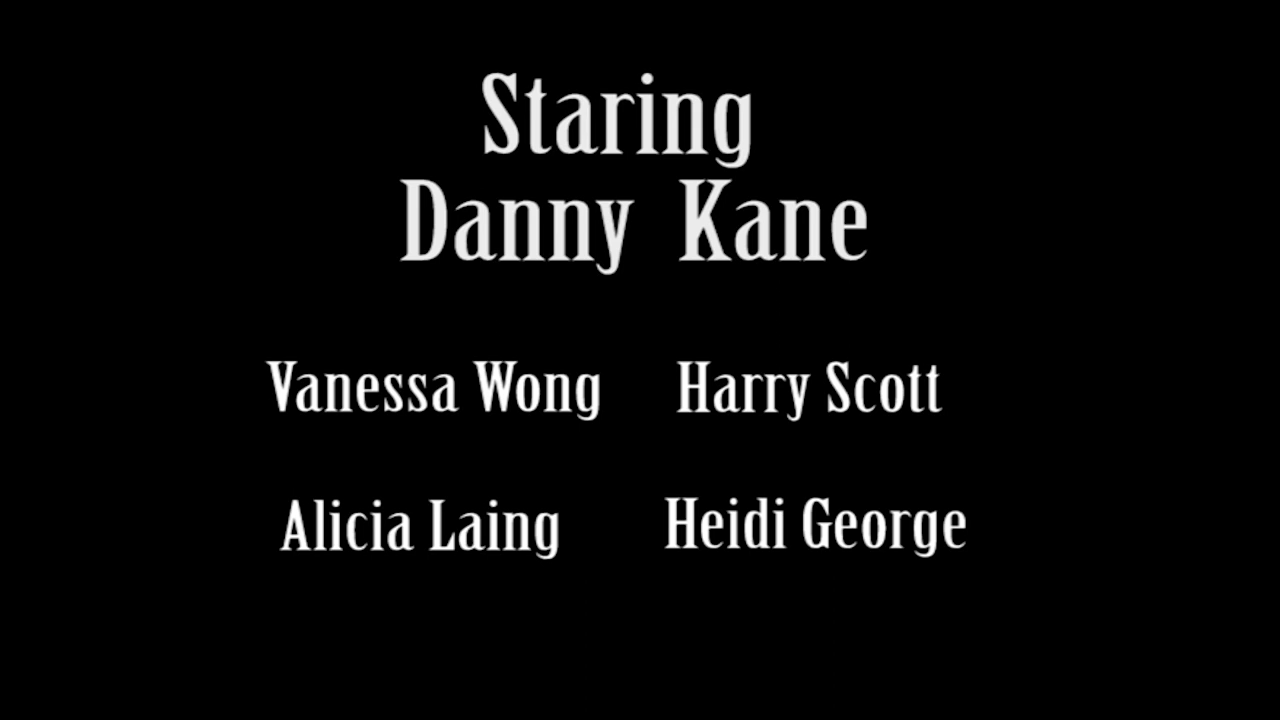 Staring
Danny Kane
Vanessa Wong Harry Scott
Alicia Laing Heidi George